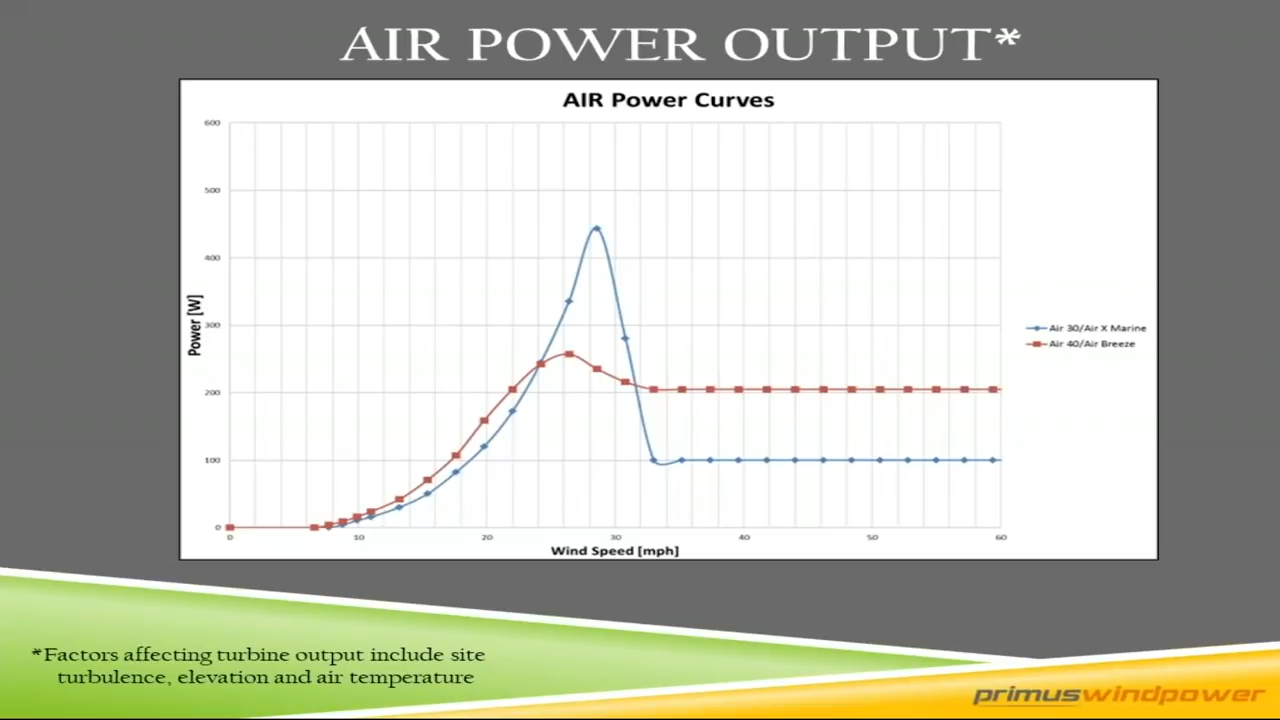 AIR POWER OUTPUT*
AIR Power Curves
600
500
400
300
200
100
0
Power [W]
0 10 20 30 40 50 60
Wind Speed [mph]
Air 30/Air X Marine
Air 40/Air Breeze
*Factors affecting turbine output include site
turbulence, elevation and air temperature
primuswindpower